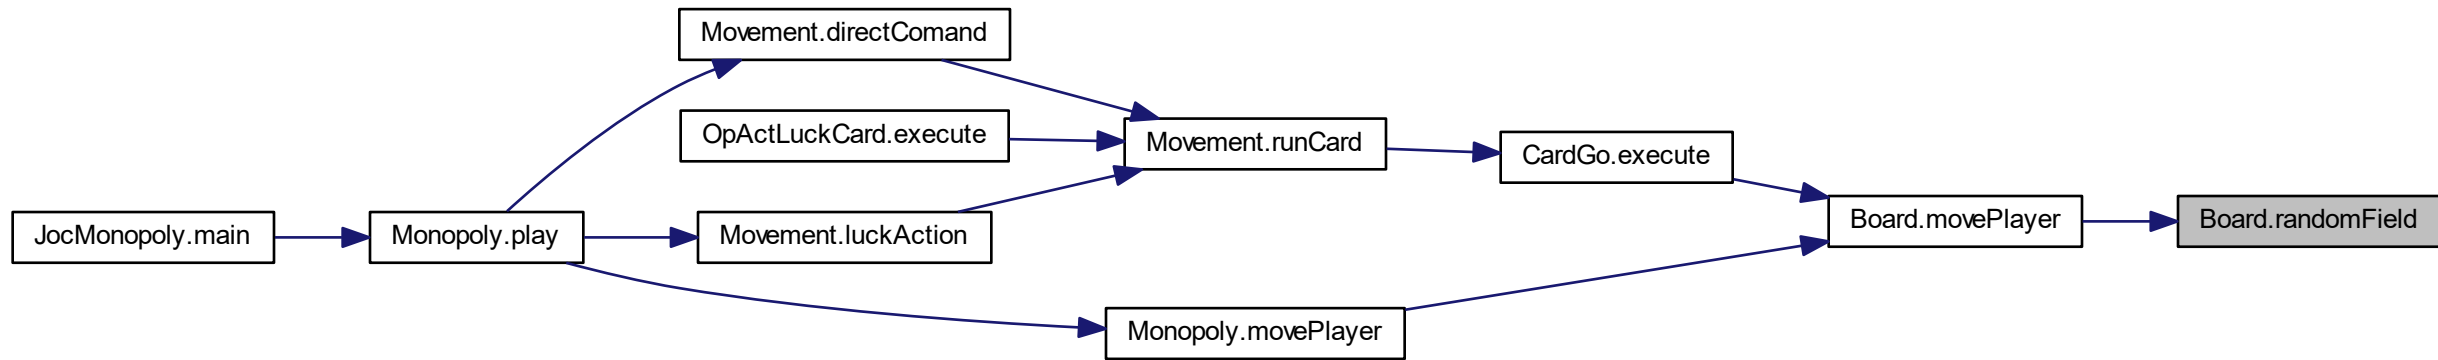 Movement.directComand
OpActLuckCard.execute
Movement.runCard
CardGo.execute
JocMonopoly.main
Monopoly.play
Movement.luckAction
Board.movePlayer
Board.randomField
Monopoly.movePlayer